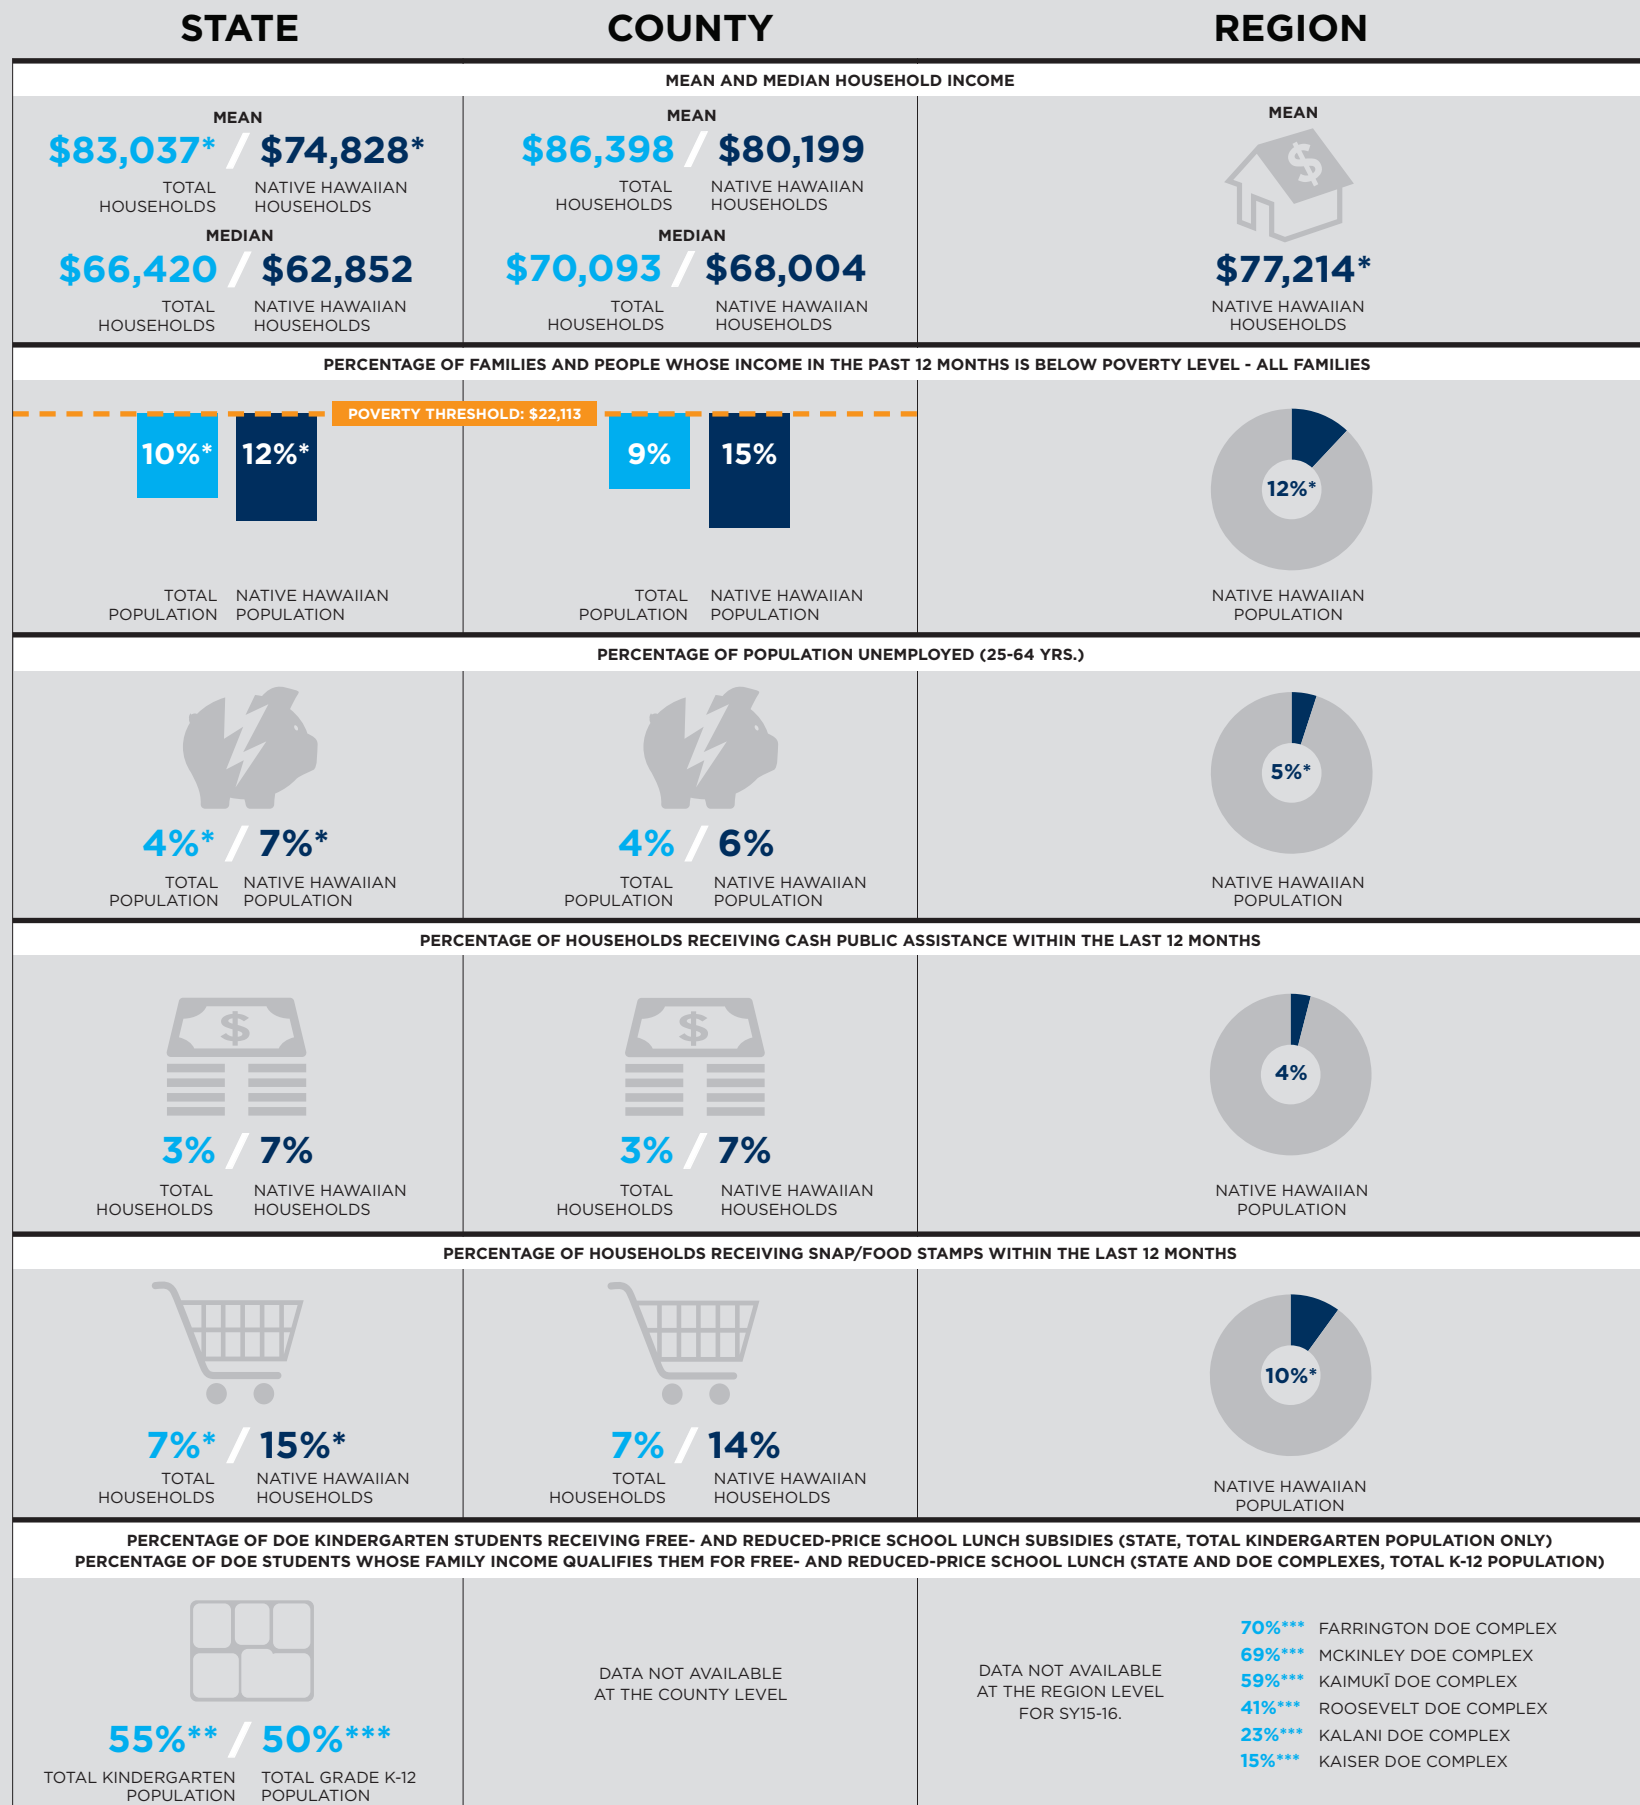 STATE
COUNTY
REGION
MEAN AND MEDIAN HOUSEHOLD INCOME
MEAN
$83,037* / $74,828*
TOTAL
HOUSEHOLDS
NATIVE HAWAIIAN
HOUSEHOLDS
MEDIAN
$66,420 / $62,852
TOTAL
HOUSEHOLDS
NATIVE HAWAIIAN
HOUSEHOLDS
MEAN
$86,398 / $80,199
TOTAL
HOUSEHOLDS
NATIVE HAWAIIAN
HOUSEHOLDS
MEDIAN
$70,093 / $68,004
TOTAL
HOUSEHOLDS
NATIVE HAWAIIAN
HOUSEHOLDS
MEAN
$
$77,214*
NATIVE HAWAIIAN
HOUSEHOLDS
PERCENTAGE OF FAMILIES AND PEOPLE WHOSE INCOME IN THE PAST 12 MONTHS IS BELOW POVERTY LEVEL - ALL FAMILIES
POVERTY THRESHOLD: $22,113
10%*
12%*
TOTAL
POPULATION
NATIVE HAWAIIAN
POPULATION
9%
15%
TOTAL
POPULATION
NATIVE HAWAIIAN
POPULATION
12%*
NATIVE HAWAIIAN
POPULATION
PERCENTAGE OF POPULATION UNEMPLOYED (25-64 YRS.)
4%* / 7%*
TOTAL
POPULATION
NATIVE HAWAIIAN
POPULATION
4% / 6%
TOTAL
POPULATION
NATIVE HAWAIIAN
POPULATION
5%*
NATIVE HAWAIIAN
POPULATION
PERCENTAGE OF HOUSEHOLDS RECEIVING CASH PUBLIC ASSISTANCE WITHIN THE LAST 12 MONTHS
$
3% / 7%
TOTAL
HOUSEHOLDS
NATIVE HAWAIIAN
HOUSEHOLDS
$
3% / 7%
TOTAL
HOUSEHOLDS
NATIVE HAWAIIAN
HOUSEHOLDS
4%
NATIVE HAWAIIAN
POPULATION
PERCENTAGE OF HOUSEHOLDS RECEIVING SNAP/FOOD STAMPS WITHIN THE LAST 12 MONTHS
7%* / 15%*
TOTAL
HOUSEHOLDS
NATIVE HAWAIIAN
HOUSEHOLDS
7% / 14%
TOTAL
HOUSEHOLDS
NATIVE HAWAIIAN
HOUSEHOLDS
10%*
NATIVE HAWAIIAN
POPULATION
PERCENTAGE OF DOE KINDERGARTEN STUDENTS RECEIVING FREE- AND REDUCED-PRICE SCHOOL LUNCH SUBSIDIES (STATE, TOTAL KINDERGARTEN POPULATION ONLY)
PERCENTAGE OF DOE STUDENTS WHOSE FAMILY INCOME QUALIFIES THEM FOR FREE- AND REDUCED-PRICE SCHOOL LUNCH (STATE AND DOE COMPLEXES, TOTAL K-12 POPULATION)
55%** / 50%***
TOTAL KINDERGARTEN
POPULATION
TOTAL GRADE K-12
POPULATION
DATA NOT AVAILABLE
AT THE COUNTY LEVEL
DATA NOT AVAILABLE
AT THE REGION LEVEL
FOR SY15-16.
70%*** FARRINGTON DOE COMPLEX
69%*** MCKINLEY DOE COMPLEX
59%*** KAIMUKĪ DOE COMPLEX
41%*** ROOSEVELT DOE COMPLEX
23%*** KALANI DOE COMPLEX
15%*** KAISER DOE COMPLEX